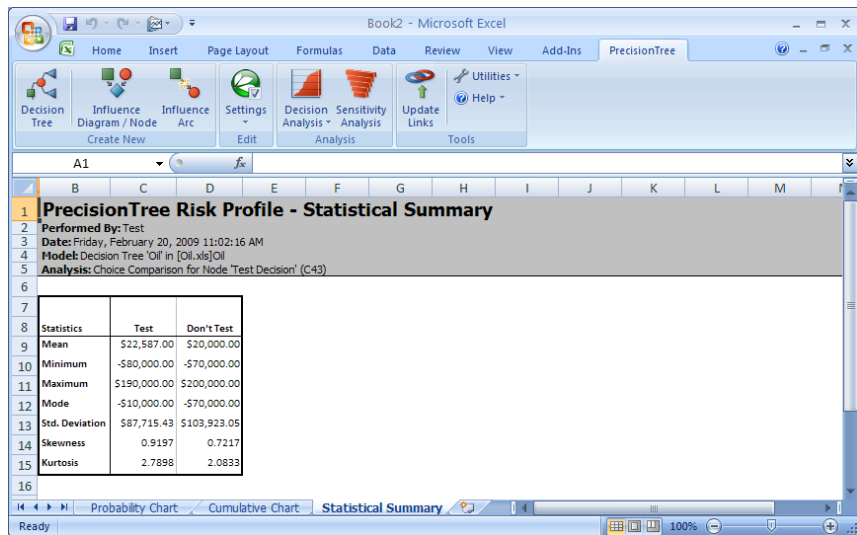 Book2 - Microsoft Excel
Home Insert Page Layout Formulas Data Review View Add-Ins PrecisionTree
Decision Tree
Influence Diagram / Node
Influence Arc
Create New
Settings
Edit
Decision Analysis
Sensitivity Analysis
Analysis
Update Links
Utilities
Help
Tools
A1 fx
B C D E F G H I J K L M
1 PrecisionTree Risk Profile - Statistical Summary
2 Performed By: Test
3 Date: Friday, February 20, 2009 11:02:16 AM
4 Model: Decision Tree 'Oil' in [Oil.xls]Oil
5 Analysis: Choice Comparison for Node 'Test Decision' (C43)
6
7
8 Statistics Test Don't Test
9 Mean $22,587.00 $20,000.00
10 Minimum -$80,000.00 -$70,000.00
11 Maximum $190,000.00 $200,000.00
12 Mode -$10,000.00 -$70,000.00
13 Std. Deviation $87,715.43 $103,923.05
14 Skewness 0.9197 0.7217
15 Kurtosis 2.7898 2.0833
16
Probability Chart Cumulative Chart Statistical Summary
Ready 100%